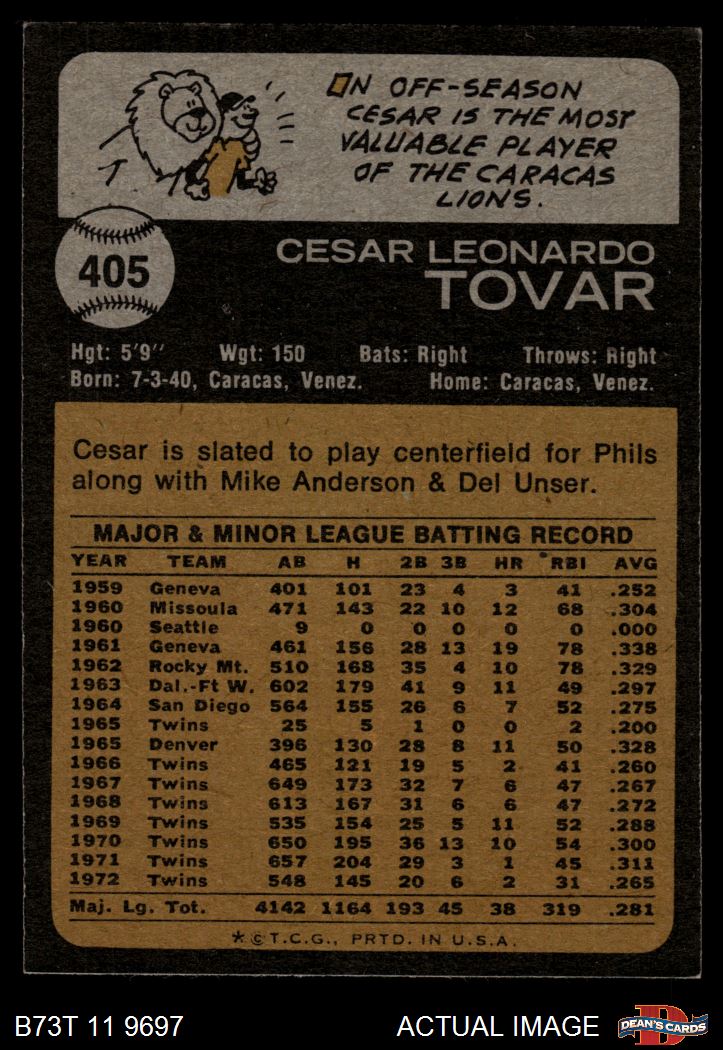 IN OFF-SEASON
CESAR IS THE MOST
VALUABLE PLAYER
OF THE CARACAS
LIONS.
405
CESAR LEONARDO
TOVAR
Hgt: 5'9" Wgt: 150 Bats: Right Throws: Right
Born: 7-3-40, Caracas, Venez. Home: Caracas, Venez.
Cesar is slated to play centerfield for Phils
along with Mike Anderson & Del Unser.
MAJOR & MINOR LEAGUE BATTING RECORD
YEAR TEAM AB H 2B 3B HR RBI AVG
1959 Geneva 401 101 23 4 3 41 .252
1960 Missoula 471 143 22 10 12 68 .304
1960 Seattle 9 0 0 0 0 0 .000
1961 Geneva 461 156 28 13 19 78 .338
1962 Rocky Mt. 510 168 35 4 10 78 .329
1963 Dal.-Ft W. 602 179 41 9 11 49 .297
1964 San Diego 564 155 26 6 7 52 .275
1965 Twins 25 5 1 0 0 2 .200
1965 Denver 396 130 28 8 11 50 .328
1966 Twins 465 121 19 5 2 41 .260
1967 Twins 649 173 32 7 6 47 .267
1968 Twins 613 167 31 6 6 47 .272
1969 Twins 535 154 25 5 11 52 .288
1970 Twins 650 195 36 13 10 54 .300
1971 Twins 657 204 29 3 1 45 .311
1972 Twins 548 145 20 6 2 31 .265
Maj. Lg. Tot. 4142 1164 193 45 38 319 .281
*©T.C.G., PRTD. IN U.S.A.
B73T 11 9697 ACTUAL IMAGE
D
DEAN'S CARDS